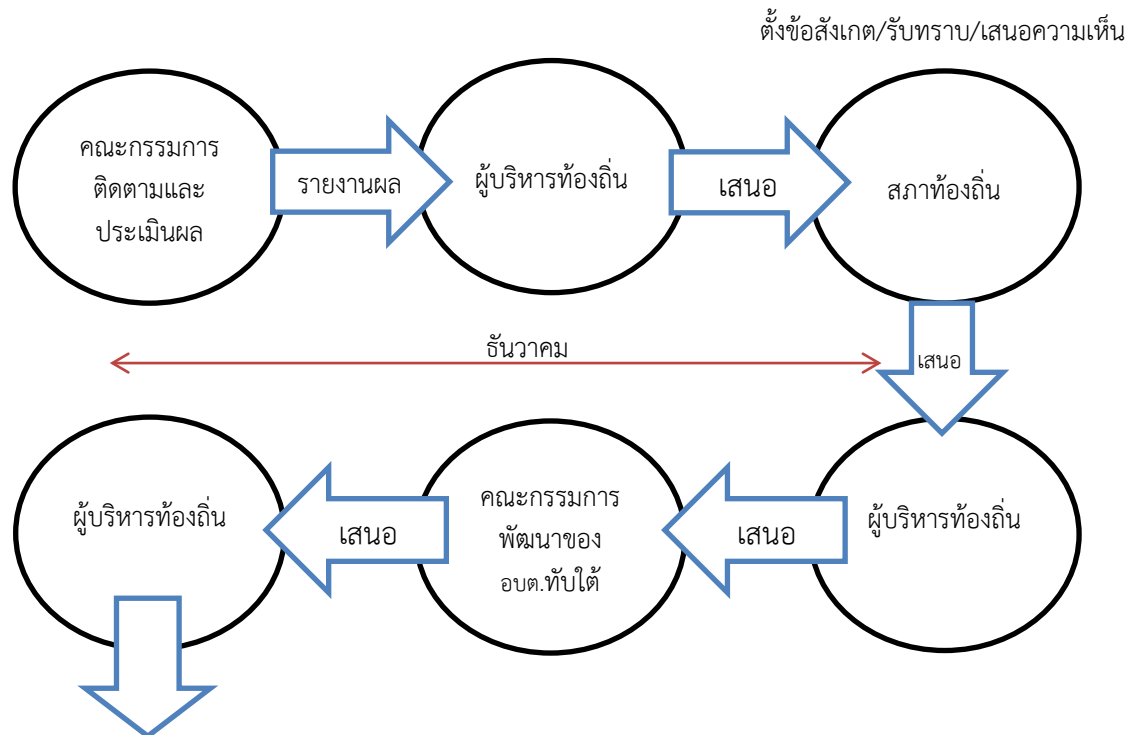 ตั้งข้อสังเกต/รับทราบ/เสนอความเห็น
คณะกรรมการ
ติดตามและ
ประเมินผล
รายงานผล
ผู้บริหารท้องถิ่น
เสนอ
สภาท้องถิ่น
ธันวาคม
เสนอ
ผู้บริหารท้องถิ่น
เสนอ
คณะกรรมการ
พัฒนาของ
อบต.ทับใต้
เสนอ
ผู้บริหารท้องถิ่น